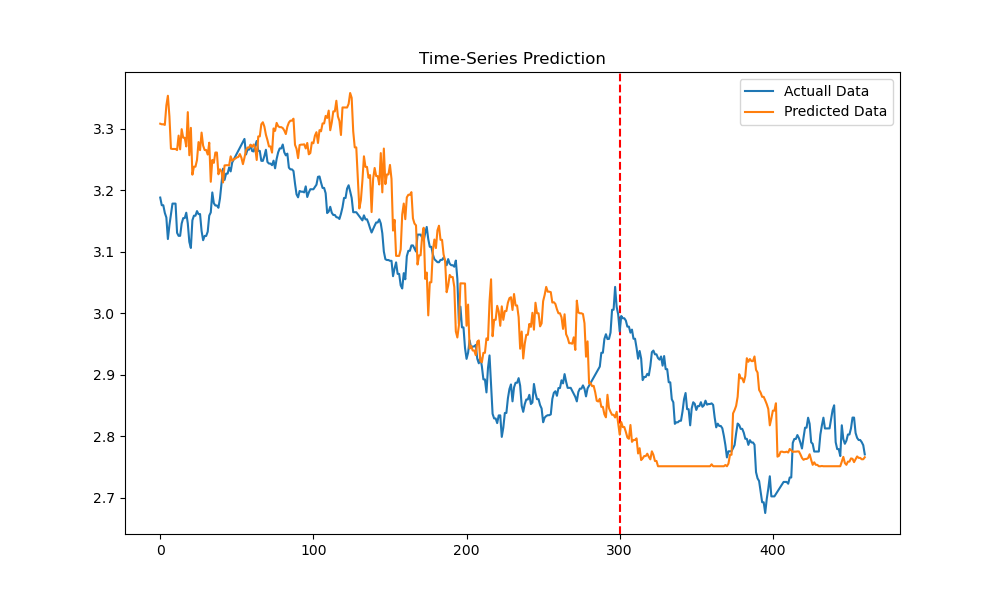 Time-Series Prediction
Actuall Data
Predicted Data
3.3
3.2
3.1
3.0
2.9
2.8
2.7
0 100 200 300 400